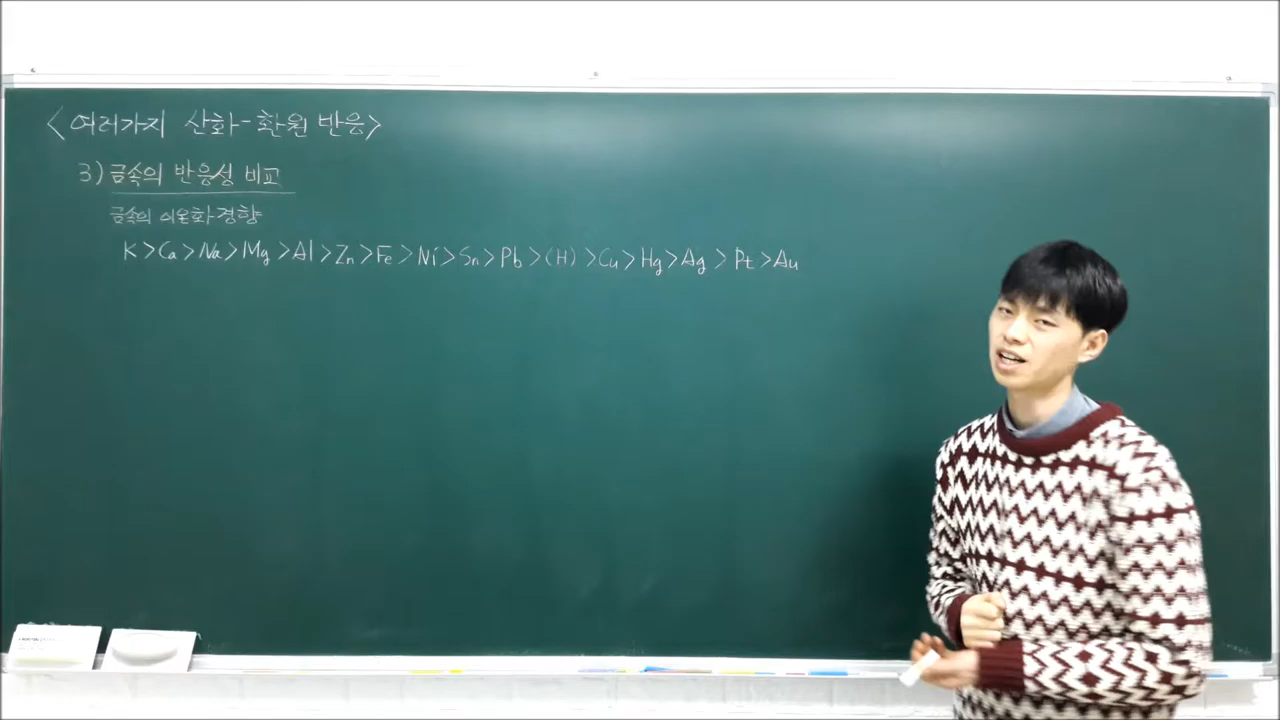 <여러가지 산화-환원 반응>
3) 금속의 반응성 비교
금속의 이온화 경향
K>Ca>Na>Mg>Al>Zn>Fe>Ni>Sn>Pb>(H)>Cu>Hg>Ag>Pt>Au